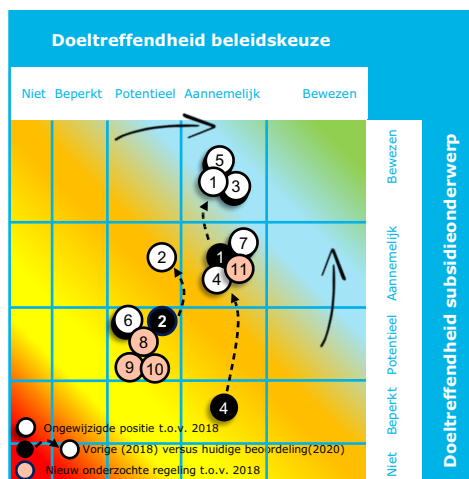 Doeltreffendheid beleidskeuze
Niet Beperkt Potentieel Aannemelijk Bewezen
5
1
3
Bewezen
2
7
1
11
4
Aannemelijk
6
2
8
9
10
Potentieel
4
Beperkt
Niet
Doeltreffendheid subsidieonderwerp
Ongewijzigde positie t.o.v. 2018
Vorige (2018) versus huidige beoordeling(2020)
Nieuw onderzochte regeling t.o.v. 2018